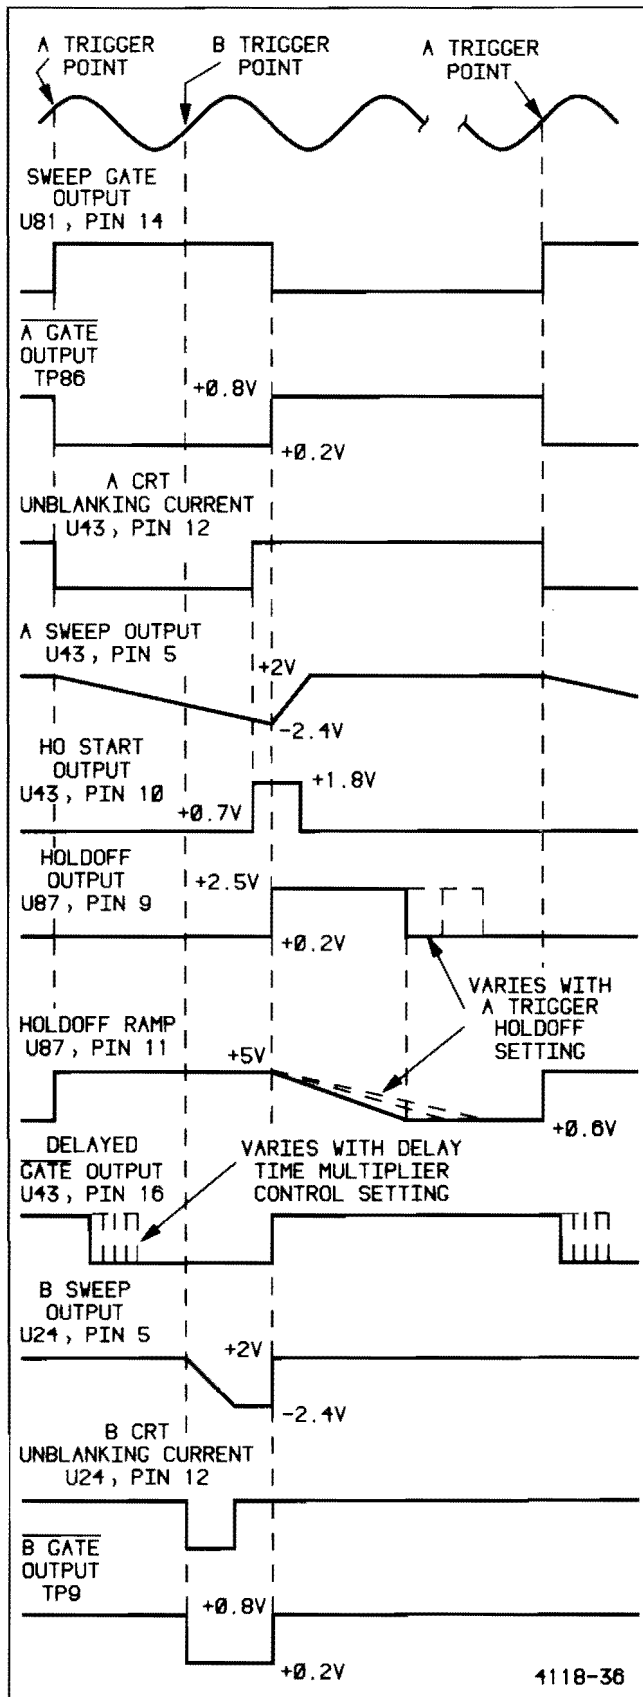 A TRIGGER
POINT
B TRIGGER
POINT
A TRIGGER
POINT
SWEEP GATE
OUTPUT
U81, PIN 14
A GATE
OUTPUT
TP86
+0.8V
+0.2V
A CRT
UNBLANKING CURRENT
U43, PIN 12
A SWEEP OUTPUT
U43, PIN 5
+2V
-2.4V
HO START
OUTPUT
U43, PIN 10
+0.7V
+1.8V
HOLDOFF
OUTPUT
U87, PIN 9
+2.5V
+0.2V
VARIES WITH
A TRIGGER
HOLDOFF
SETTING
HOLDOFF RAMP
U87, PIN 11
+5V
+0.6V
DELAYED
GATE OUTPUT
U43, PIN 16
VARIES WITH DELAY
TIME MULTIPLIER
CONTROL SETTING
B SWEEP
OUTPUT
U24, PIN 5
+2V
-2.4V
B CRT
UNBLANKING CURRENT
U24, PIN 12
B GATE
OUTPUT
TP9
+0.8V
+0.2V
4118-36